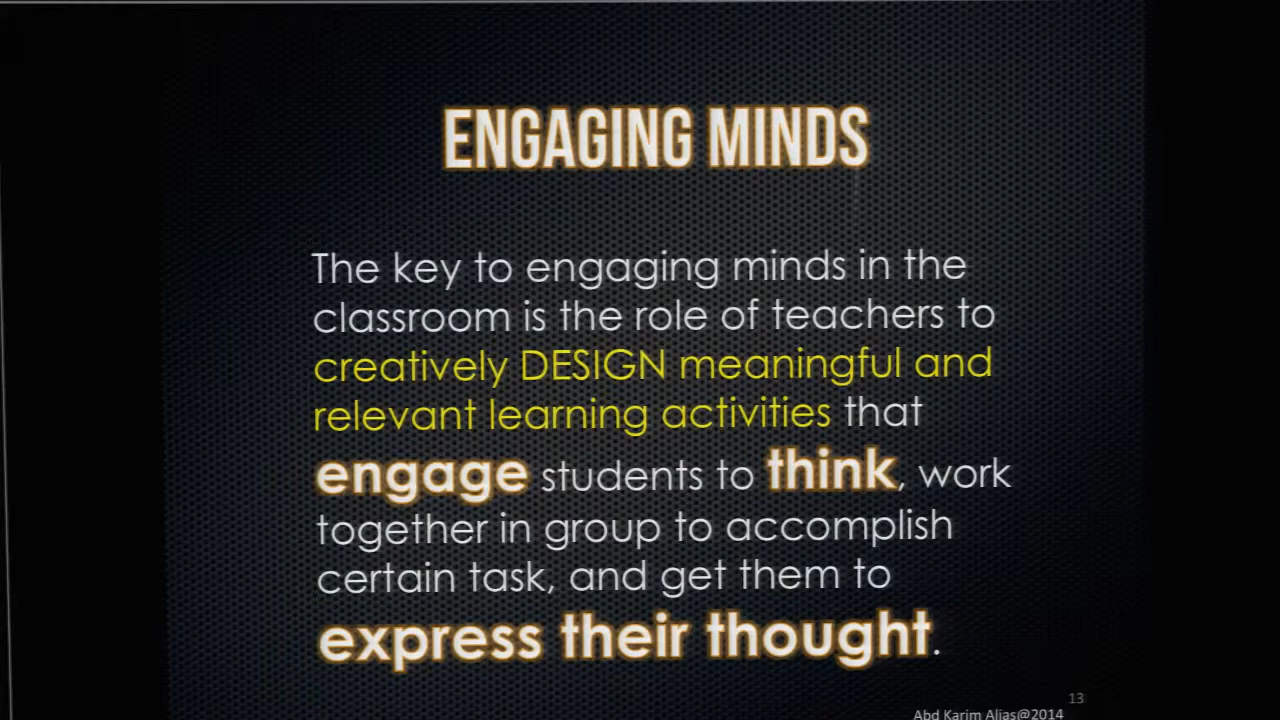 ENGAGING MINDS
The key to engaging minds in the
classroom is the role of teachers to
creatively DESIGN meaningful and
relevant learning activities that
engage students to think, work
together in group to accomplish
certain task, and get them to
express their thought.
13
Abd Karim Alias@2014